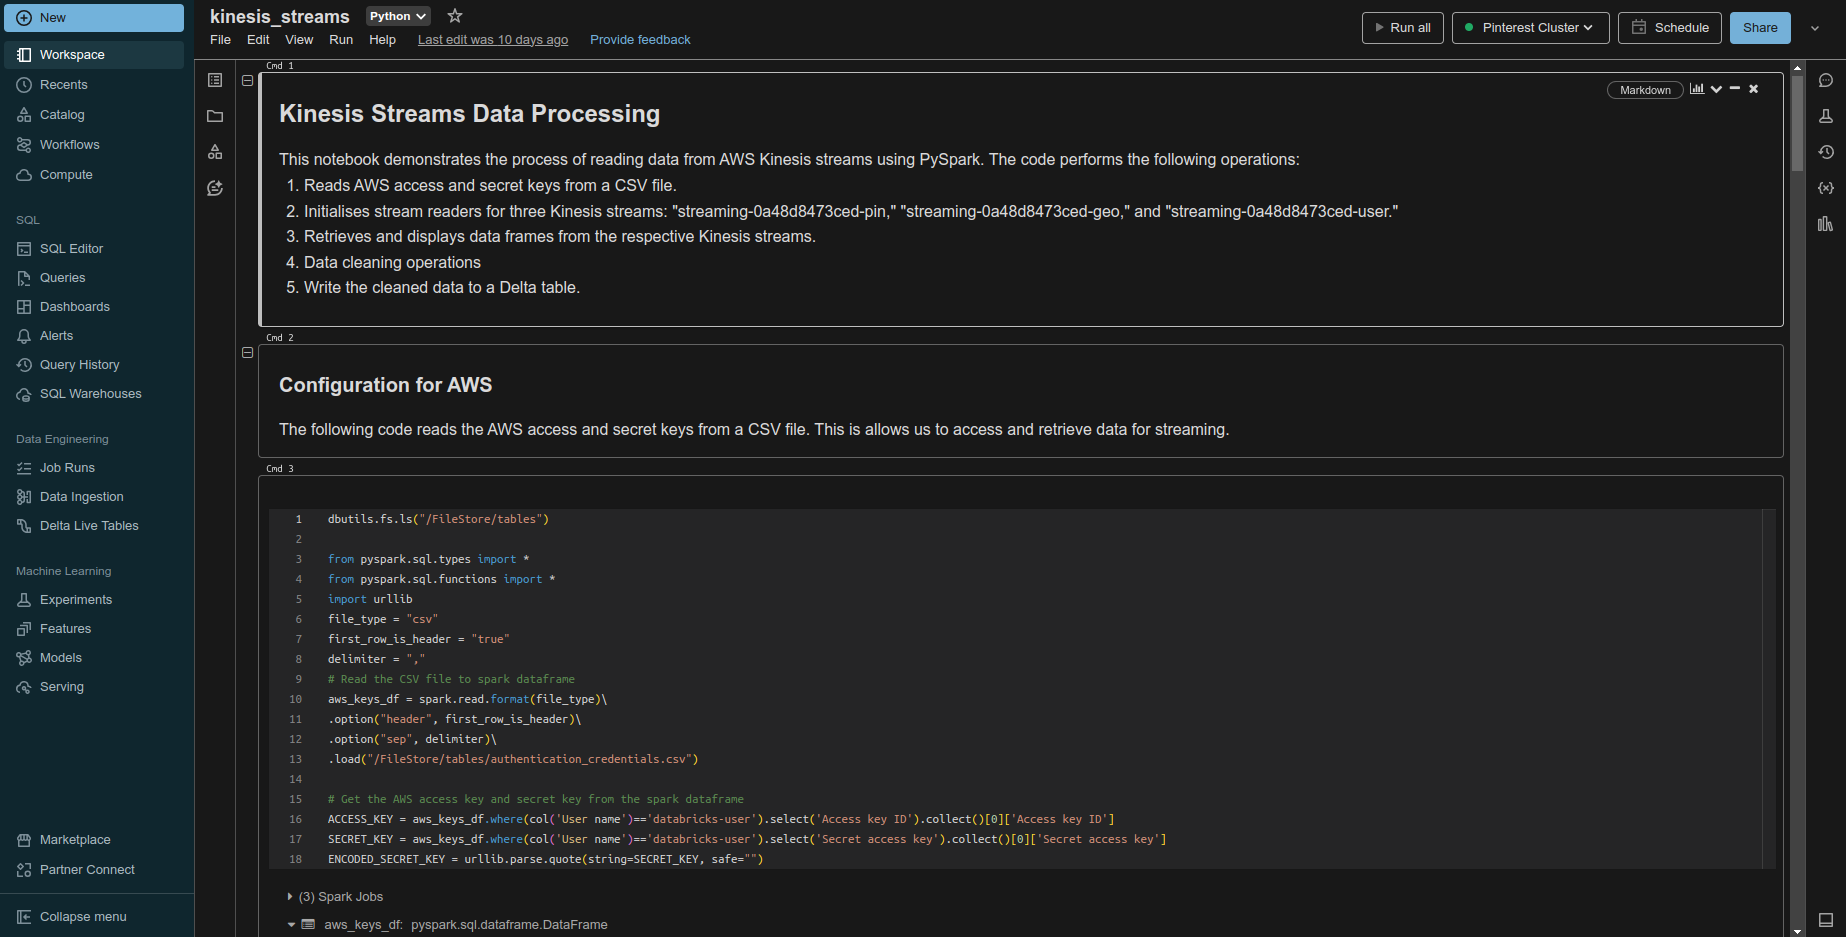 New
Workspace
Recents
Catalog
Workflows
Compute
SQL
SQL Editor
Queries
Dashboards
Alerts
Query History
SQL Warehouses
Data Engineering
Job Runs
Data Ingestion
Delta Live Tables
Machine Learning
Experiments
Features
Models
Serving
Marketplace
Partner Connect
Collapse menu
kinesis_streams Python
File Edit View Run Help Last edit was 10 days ago Provide feedback
Run all Pinterest Cluster Schedule Share
Cmd 1
Markdown
Kinesis Streams Data Processing
This notebook demonstrates the process of reading data from AWS Kinesis streams using PySpark. The code performs the following operations:
1. Reads AWS access and secret keys from a CSV file.
2. Initialises stream readers for three Kinesis streams: "streaming-0a48d8473ced-pin," "streaming-0a48d8473ced-geo," and "streaming-0a48d8473ced-user."
3. Retrieves and displays data frames from the respective Kinesis streams.
4. Data cleaning operations
5. Write the cleaned data to a Delta table.
Cmd 2
Configuration for AWS
The following code reads the AWS access and secret keys from a CSV file. This is allows us to access and retrieve data for streaming.
Cmd 3
1 dbutils.fs.ls("/FileStore/tables")
2
3 from pyspark.sql.types import *
4 from pyspark.sql.functions import *
5 import urllib
6 file_type = "csv"
7 first_row_is_header = "true"
8 delimiter = ","
9 # Read the CSV file to spark dataframe
10 aws_keys_df = spark.read.format(file_type)\
11 .option("header", first_row_is_header)\
12 .option("sep", delimiter)\
13 .load("/FileStore/tables/authentication_credentials.csv")
14
15 # Get the AWS access key and secret key from the spark dataframe
16 ACCESS_KEY = aws_keys_df.where(col('User name')=='databricks-user').select('Access key ID').collect()[0]['Access key ID']
17 SECRET_KEY = aws_keys_df.where(col('User name')=='databricks-user').select('Secret access key').collect()[0]['Secret access key']
18 ENCODED_SECRET_KEY = urllib.parse.quote(string=SECRET_KEY, safe="")
(3) Spark Jobs
aws_keys_df: pyspark.sql.dataframe.DataFrame